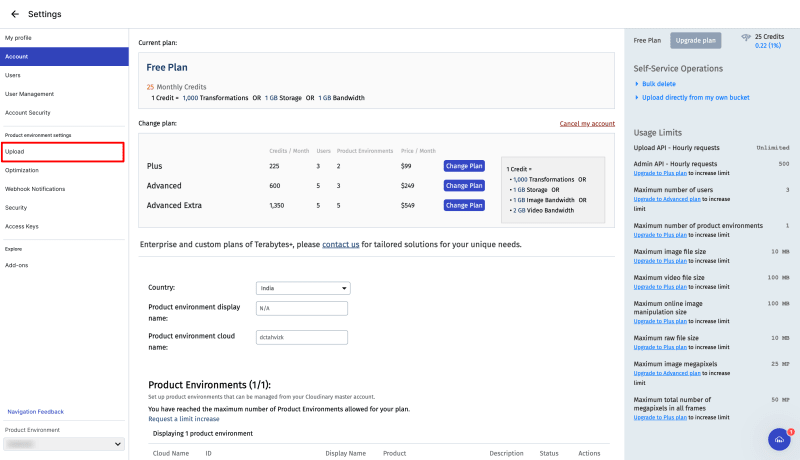 Settings
My profile
Account
Users
User Management
Account Security
Product environment settings
Upload
Optimization
Webhook Notifications
Security
Access Keys
Explore
Add-ons
Navigation Feedback
Product Environment
Current plan:
Free Plan
25 Monthly Credits
1 Credit = 1,000 Transformations OR 1 GB Storage OR 1 GB Bandwidth
Change plan:
Cancel my account
Credits / Month Users Product Environments Price / Month
Plus 225 3 2 $99 Change Plan
Advanced 600 5 3 $249 Change Plan
Advanced Extra 1,350 5 5 $549 Change Plan
1 Credit =
• 1,000 Transformations OR
• 1 GB Storage OR
• 1 GB Image Bandwidth OR
• 2 GB Video Bandwidth
Enterprise and custom plans of Terabytes+, please contact us for tailored solutions for your unique needs.
Country: India
Product environment display name: N/A
Product environment cloud name: dctahvizk
Product Environments (1/1):
Set up product environments that can be managed from your Cloudinary master account.
You have reached the maximum number of Product Environments allowed for your plan.
Request a limit increase
Displaying 1 product environment
Cloud Name ID Display Name Product Description Status Actions
Free Plan Upgrade plan 25 Credits
0.22 (1%)
Self-Service Operations
Bulk delete
Upload directly from my own bucket
Usage Limits
Upload API - Hourly requests Unlimited
Admin API - Hourly requests 500
Upgrade to Plus plan to increase limit
Maximum number of users 3
Upgrade to Advanced plan to increase
limit
Maximum number of product environments 1
Upgrade to Plus plan to increase limit
Maximum image file size 10 MB
Upgrade to Plus plan to increase limit
Maximum video file size 100 MB
Upgrade to Plus plan to increase limit
Maximum online image 100 MB
manipulation size
Upgrade to Plus plan to increase limit
Maximum raw file size 10 MB
Upgrade to Plus plan to increase limit
Maximum image megapixels 25 MP
Upgrade to Advanced plan to increase
limit
Maximum total number of 50 MP
megapixels in all frames
Upgrade to Plus plan to increase limit
1